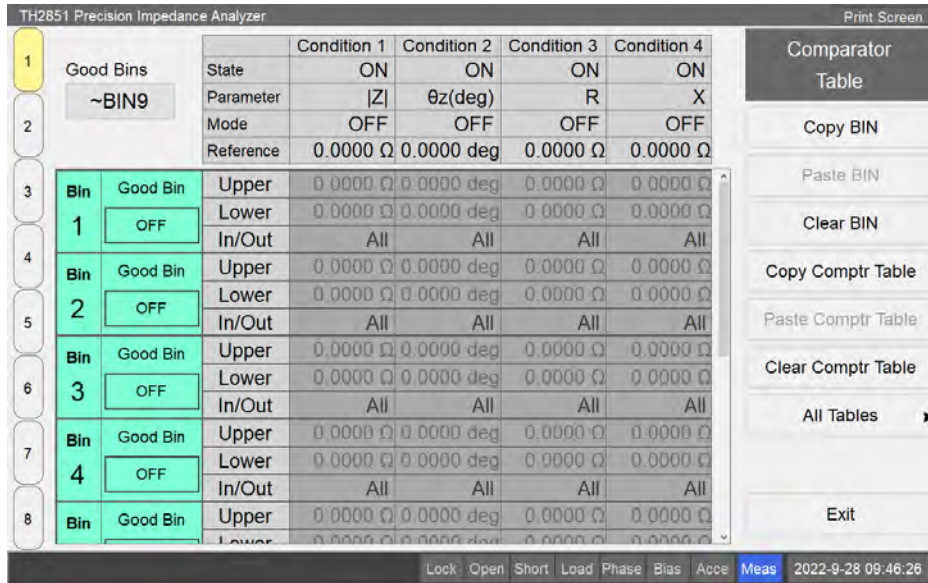 TH2851 Precision Impedance Analyzer Print Screen
1
Good Bins
~BIN9
Condition 1 Condition 2 Condition 3 Condition 4
State ON ON ON ON
Parameter |Z| θz(deg) R X
Mode OFF OFF OFF OFF
Reference 0.0000 Ω 0.0000 deg 0.0000 Ω 0.0000 Ω
Comparator
Table
2
Copy BIN
3
Bin 1 Good Bin OFF
Upper 0.0000 Ω 0.0000 deg 0.0000 Ω 0.0000 Ω
Lower 0.0000 Ω 0.0000 deg 0.0000 Ω 0.0000 Ω
In/Out All All All All
Paste BIN
Clear BIN
4
Bin 2 Good Bin OFF
Upper 0.0000 Ω 0.0000 deg 0.0000 Ω 0.0000 Ω
Lower 0.0000 Ω 0.0000 deg 0.0000 Ω 0.0000 Ω
In/Out All All All All
Copy Comptr Table
5
Paste Comptr Table
6
Bin 3 Good Bin OFF
Upper 0.0000 Ω 0.0000 deg 0.0000 Ω 0.0000 Ω
Lower 0.0000 Ω 0.0000 deg 0.0000 Ω 0.0000 Ω
In/Out All All All All
Clear Comptr Table
All Tables
7
Bin 4 Good Bin OFF
Upper 0.0000 Ω 0.0000 deg 0.0000 Ω 0.0000 Ω
Lower 0.0000 Ω 0.0000 deg 0.0000 Ω 0.0000 Ω
In/Out All All All All
8
Bin Good Bin
Upper 0.0000 Ω 0.0000 deg 0.0000 Ω 0.0000 Ω
Lower 0.0000 Ω 0.0000 deg 0.0000 Ω 0.0000 Ω
Exit
Lock Open Short Load Phase Bias Acce Meas 2022-9-28 09:46:26